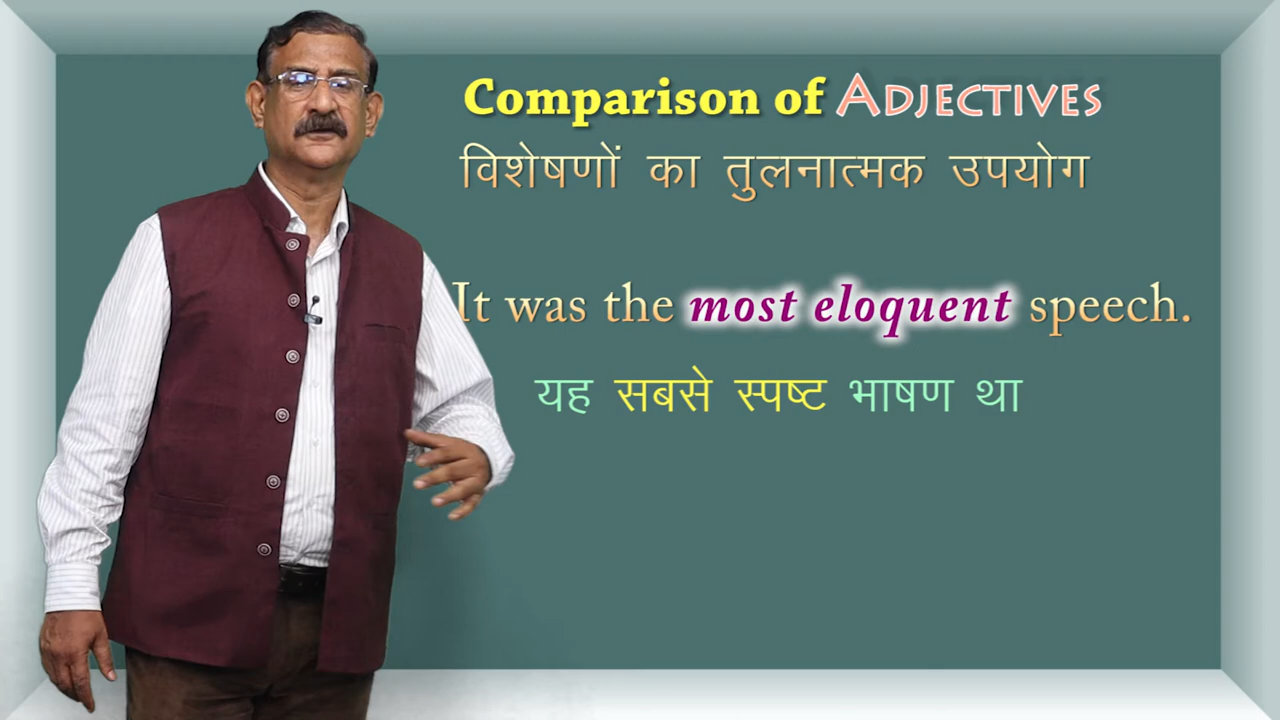 Comparison of ADJECTIVES
विशेषणों का तुलनात्मक उपयोग
It was the most eloquent speech.
यह सबसे स्पष्ट भाषण था